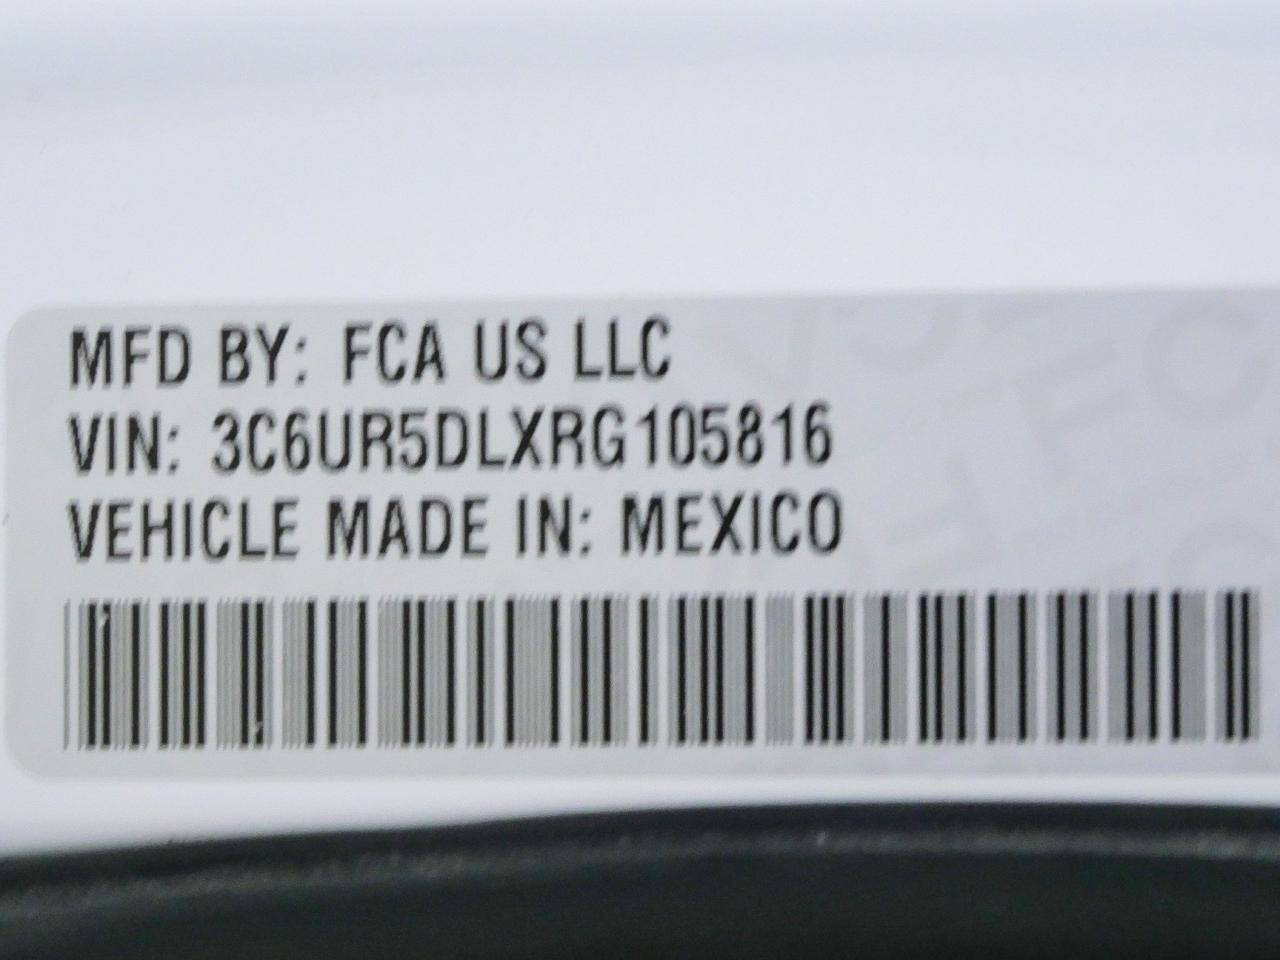 MFD BY: FCA US LLC
VIN: 3C6UR5DLXRG105816
VEHICLE MADE IN: MEXICO